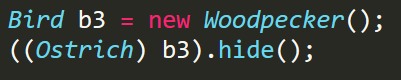 Bird b3 = new Woodpecker();
((Ostrich) b3).hide();